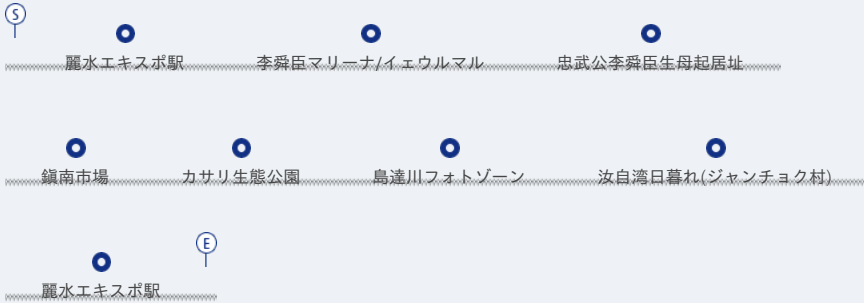 S
麗水エキスポ駅 李舜臣マリーナ/イェウルマル 忠武公李舜臣生母起居址
鎭南市場 カサリ生態公園 島達川フォトゾーン 汝自湾日暮れ(ジャンチョク村)
E
麗水エキスポ駅